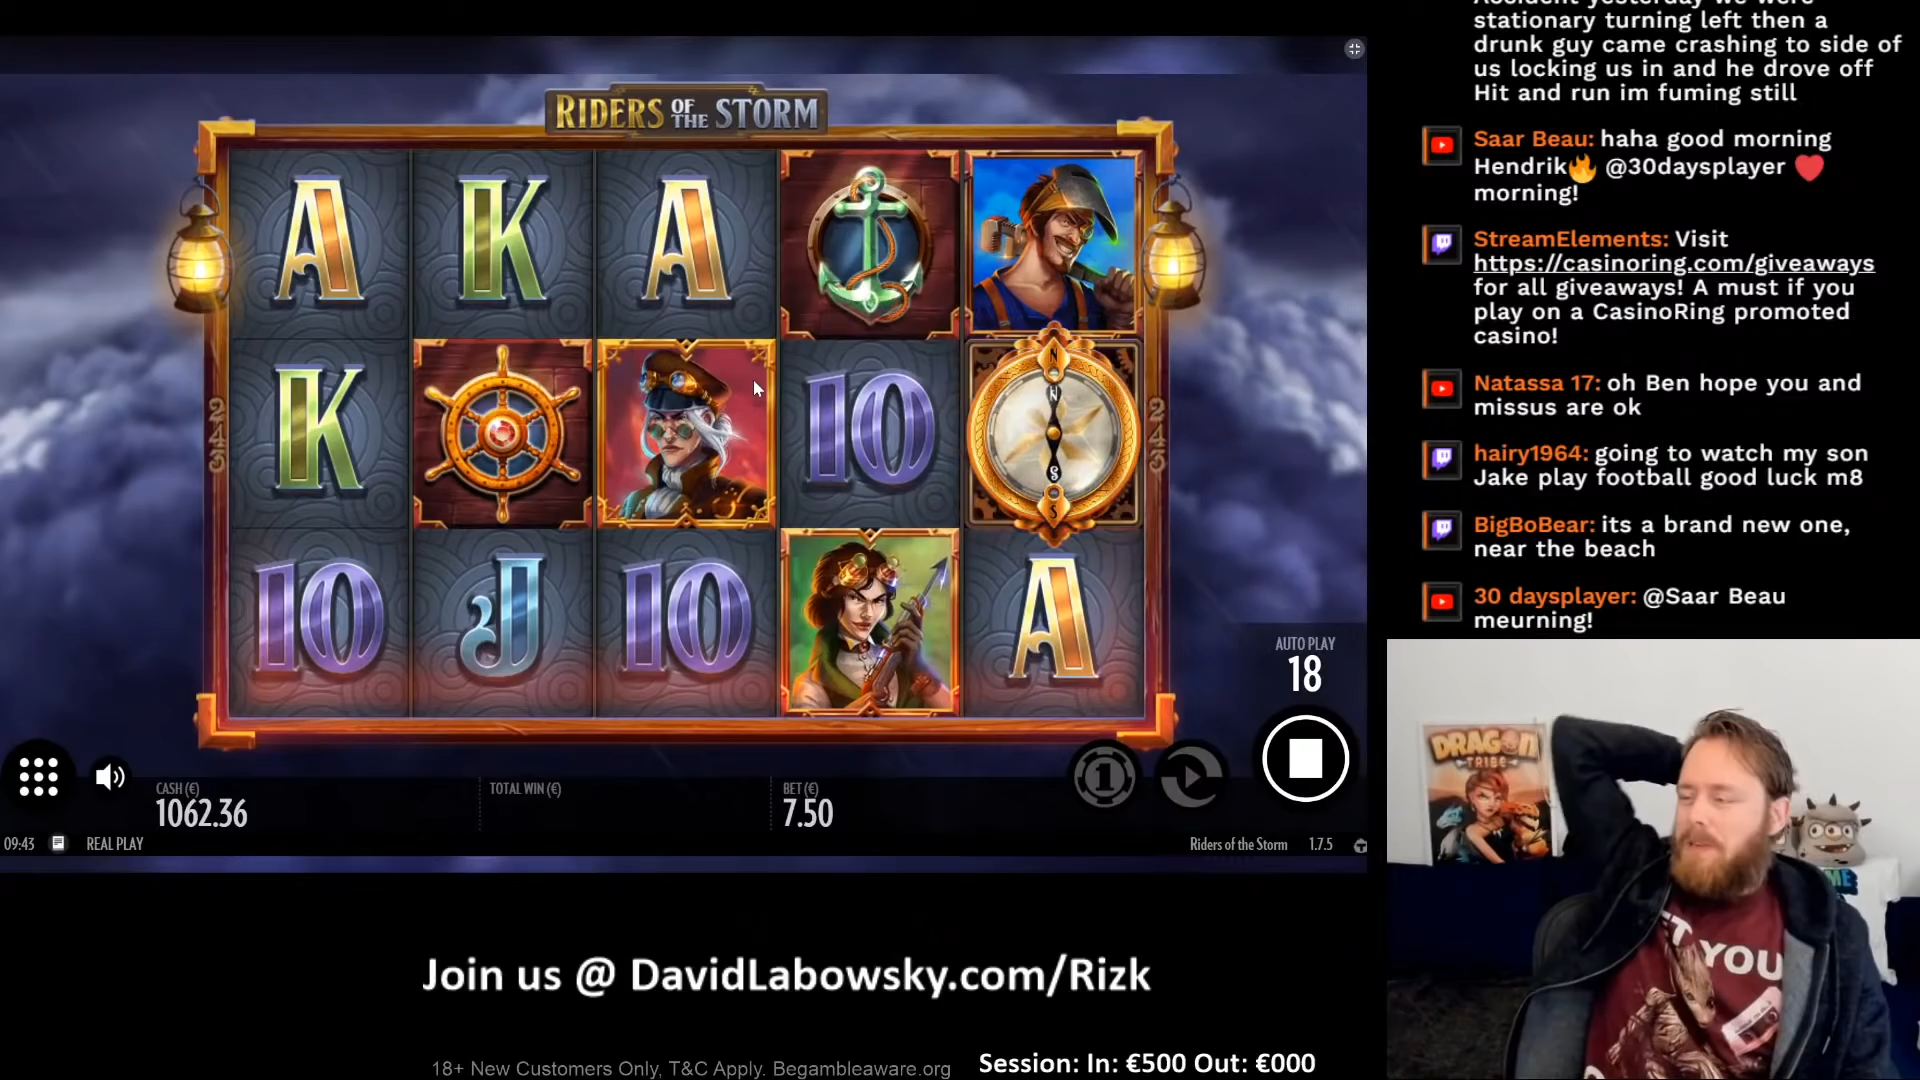 Accident yesterday we were
stationary turning left then a
drunk guy came crashing to side of
us locking us in and he drove off
Hit and run im fuming still
Saar Beau: haha good morning
Hendrik🔥 @30daysplayer ❤️
morning!
StreamElements: Visit
https://casinoring.com/giveaways
for all giveaways! A must if you
play on a CasinoRing promoted
casino!
Natassa 17: oh Ben hope you and
missus are ok
hairy1964: going to watch my son
Jake play football good luck m8
BigBoBear: its a brand new one,
near the beach
30 daysplayer: @Saar Beau
meurning!
RIDERS OF THE STORM
A K A
K 10
10 J 10 A
243
243
N
N
S
S
AUTO PLAY
18
1
CASH (€)
1062.36
TOTAL WIN (€)
BET (€)
7.50
09:43
REAL PLAY
Riders of the Storm 1.7.5
DRAGON
TRIBE
YOU
Join us @ DavidLabowsky.com/Rizk
18+ New Customers Only, T&C Apply. Begambleaware.org
Session: In: €500 Out: €000